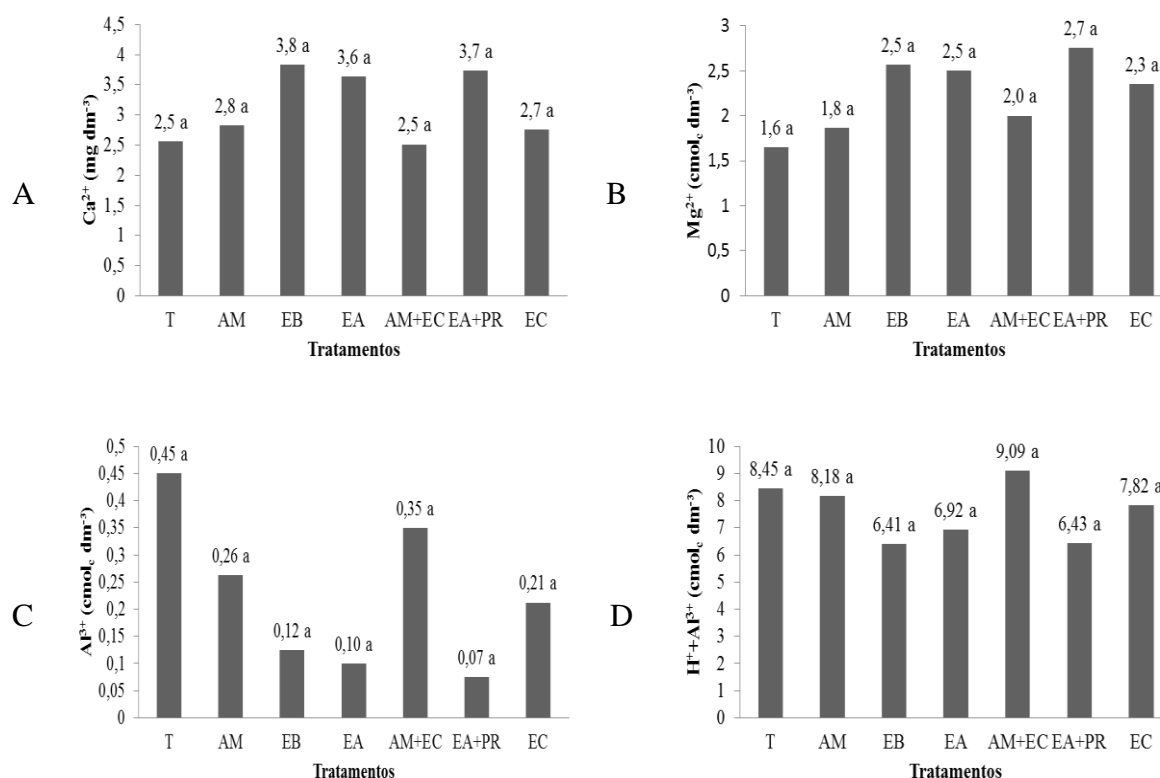 A
Ca²⁺ (mg dm⁻³)
4,5
4
3,5
3
2,5
2
1,5
1
0,5
0
2,5 a
2,8 a
3,8 a
3,6 a
2,5 a
3,7 a
2,7 a
T AM EB EA AM+EC EA+PR EC
Tratamentos
B
Mg²⁺ (cmolc dm⁻³)
3
2,5
2
1,5
1
0,5
0
1,6 a
1,8 a
2,5 a
2,5 a
2,0 a
2,7 a
2,3 a
T AM EB EA AM+EC EA+PR EC
Tratamentos
C
Al³⁺ (cmolc dm⁻³)
0,5
0,45
0,4
0,35
0,3
0,25
0,2
0,15
0,1
0,05
0
0,45 a
0,26 a
0,12 a
0,10 a
0,35 a
0,07 a
0,21 a
T AM EB EA AM+EC EA+PR EC
Tratamentos
D
H⁺+Al³⁺ (cmolc dm⁻³)
10
9
8
7
6
5
4
3
2
1
0
8,45 a
8,18 a
6,41 a
6,92 a
9,09 a
6,43 a
7,82 a
T AM EB EA AM+EC EA+PR EC
Tratamentos